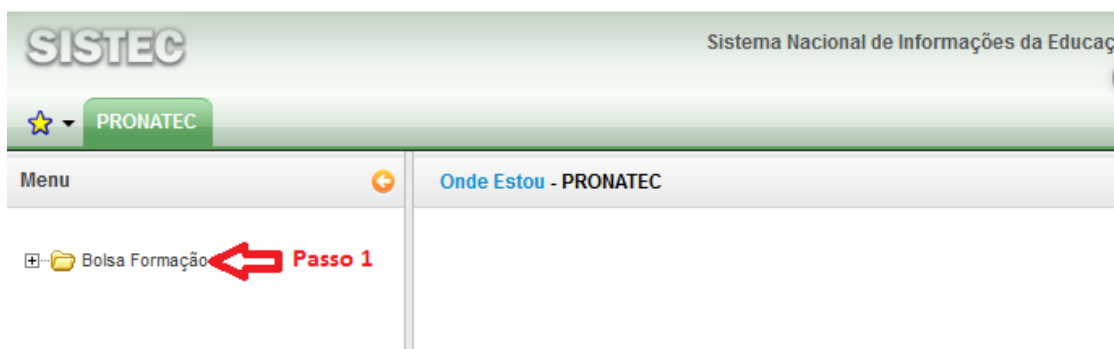 SISTEC
Sistema Nacional de Informações da Educaç
PRONATEC
Menu
Onde Estou - PRONATEC
Bolsa Formação
Passo 1